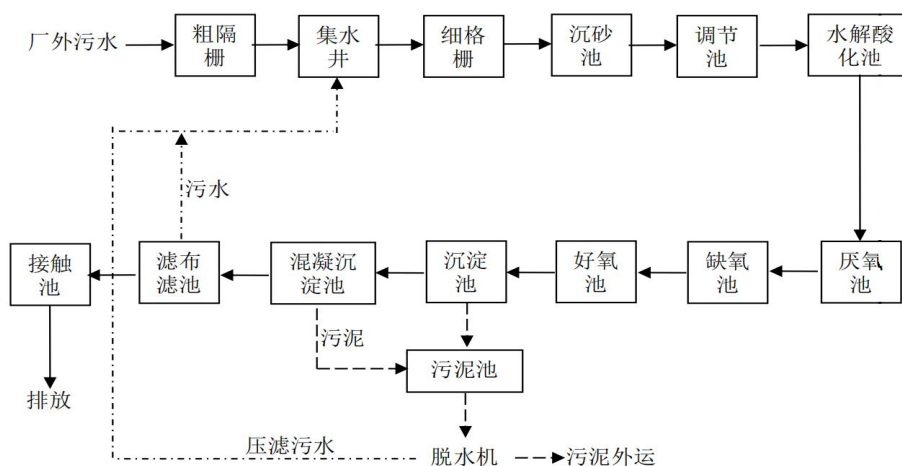 厂外污水
粗隔
栅
集水
井
细格
栅
沉砂
池
调节
池
水解酸
化池
污水
接触
池
滤布
滤池
混凝沉
淀池
沉淀
池
好氧
池
缺氧
池
厌氧
池
污泥
污泥池
排放
压滤污水
脱水机
污泥外运